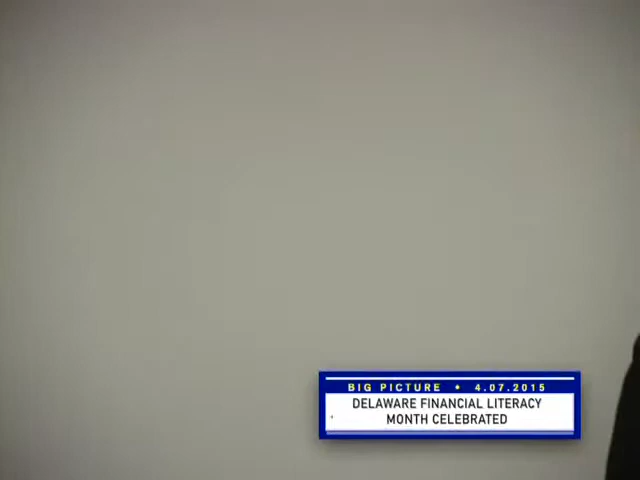 BIG PICTURE • 4.07.2015
DELAWARE FINANCIAL LITERACY
MONTH CELEBRATED